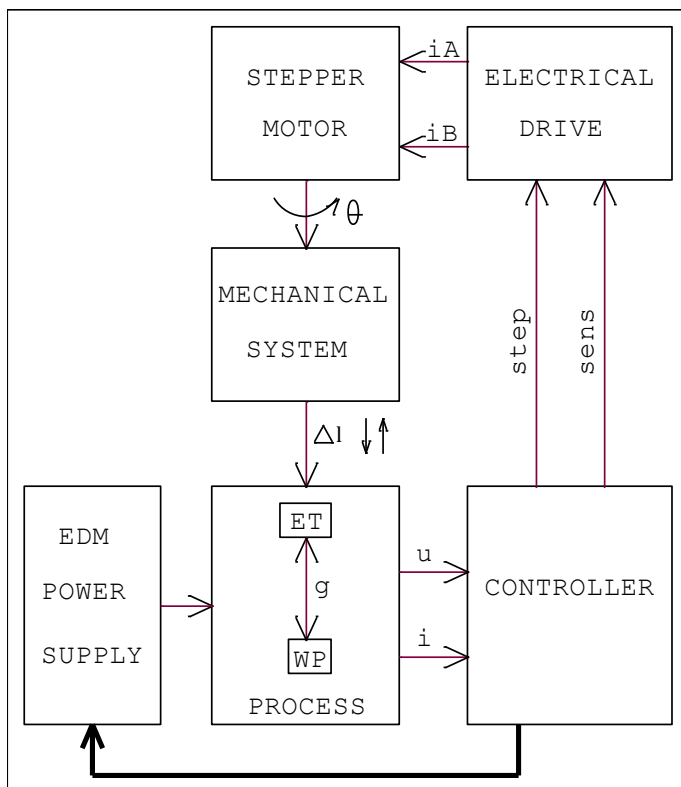 STEPPER
MOTOR
iA
iB
ELECTRICAL
DRIVE
θ
MECHANICAL
SYSTEM
step
sens
Δl
EDM
POWER
SUPPLY
ET
g
WP
PROCESS
u
i
CONTROLLER